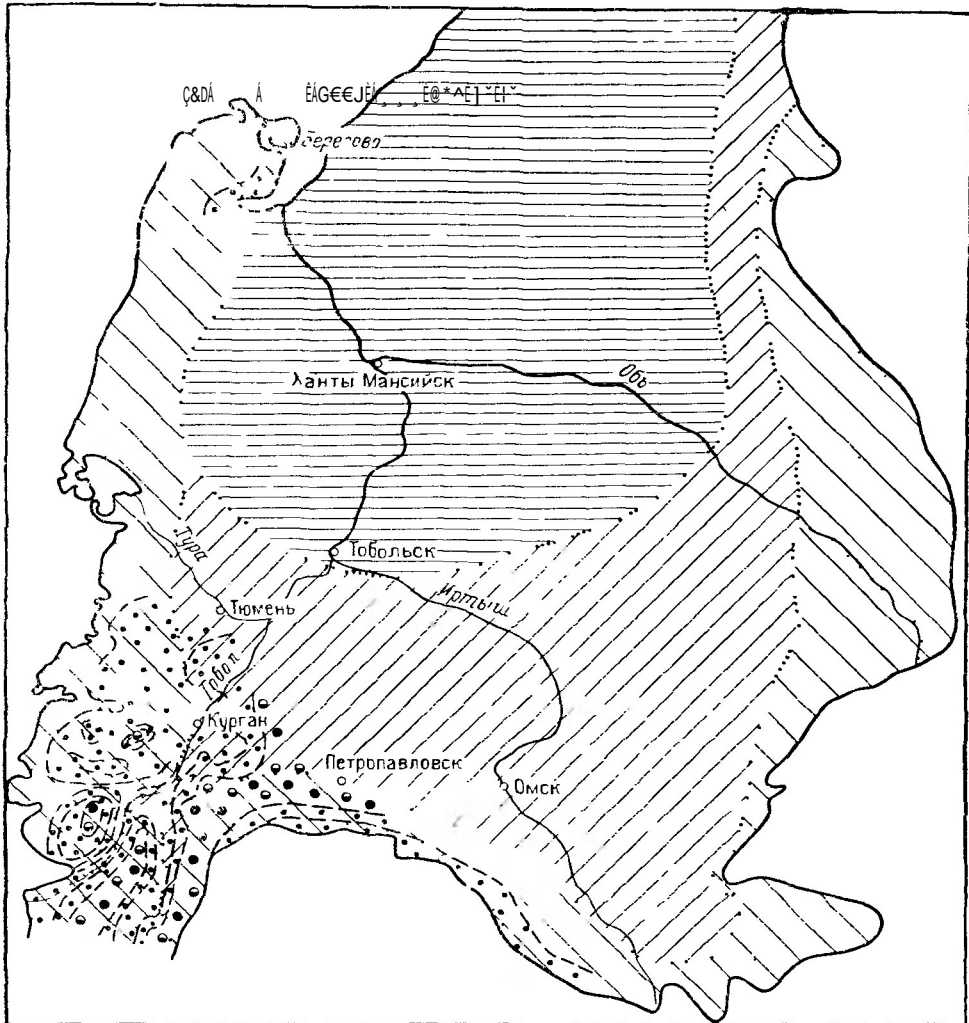 Березово
Ханты Мансийск
Обь
Тура
Тобольск
Иртыш
Тюмень
Тобол
Курган
Петропавловск
Омск